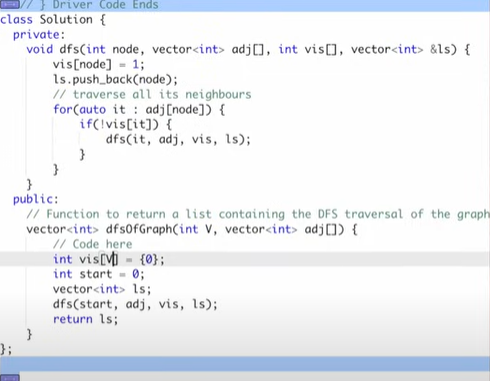 // } Driver Code Ends
class Solution {
  private:
    void dfs(int node, vector<int> adj[], int vis[], vector<int> &ls) {
        vis[node] = 1;
        ls.push_back(node);
        // traverse all its neighbours
        for(auto it : adj[node]) {
            if(!vis[it]) {
                dfs(it, adj, vis, ls);
            }
        }
    }
  public:
    // Function to return a list containing the DFS traversal of the graph
    vector<int> dfsOfGraph(int V, vector<int> adj[]) {
        // Code here
        int vis[V] = {0};
        int start = 0;
        vector<int> ls;
        dfs(start, adj, vis, ls);
        return ls;
    }
};